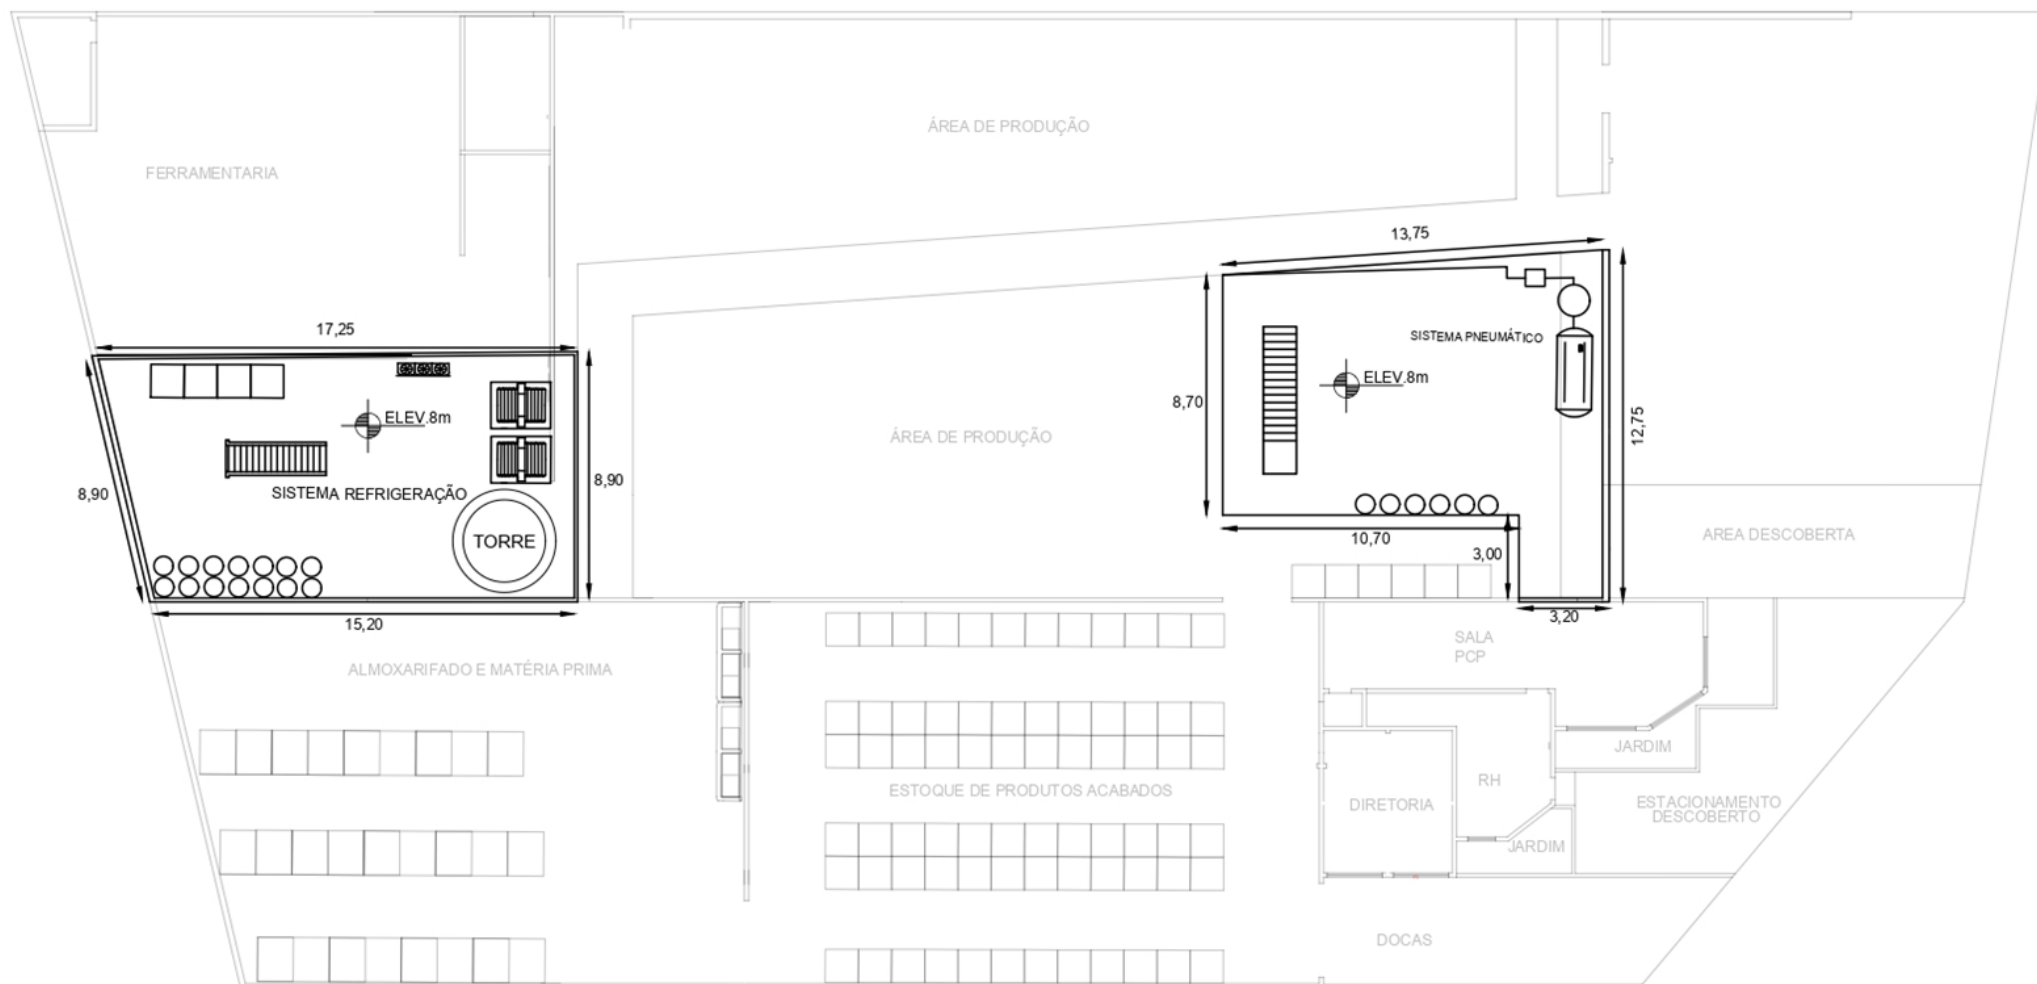 ÁREA DE PRODUÇÃO
FERRAMENTARIA
13,75
17,25
SISTEMA PNEUMÁTICO
ELEV.8m
8,70
ELEV.8m
12,75
ÁREA DE PRODUÇÃO
8,90
SISTEMA REFRIGERAÇÃO
8,90
TORRE
10,70
3,00
AREA DESCOBERTA
15,20
3,20
SALA
PCP
ALMOXARIFADO E MATÉRIA PRIMA
JARDIM
RH
ESTOQUE DE PRODUTOS ACABADOS
DIRETORIA
ESTACIONAMENTO
DESCOBERTO
JARDIM
DOCAS